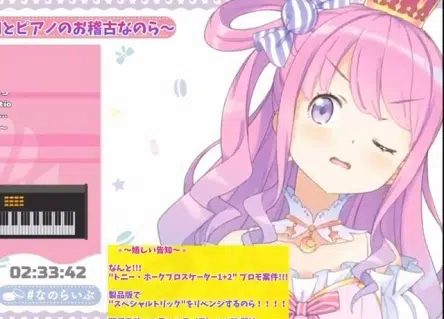 とピアノのお稽古なのら～
tio
02:33:42
#なのらいぶ
～嬉しい告知～
なんと!!!
"トニー・ホークプロスケーター1+2" プロモ案件!!!
製品版で
"スペシャルトリック"をリベンジするのら！！！！